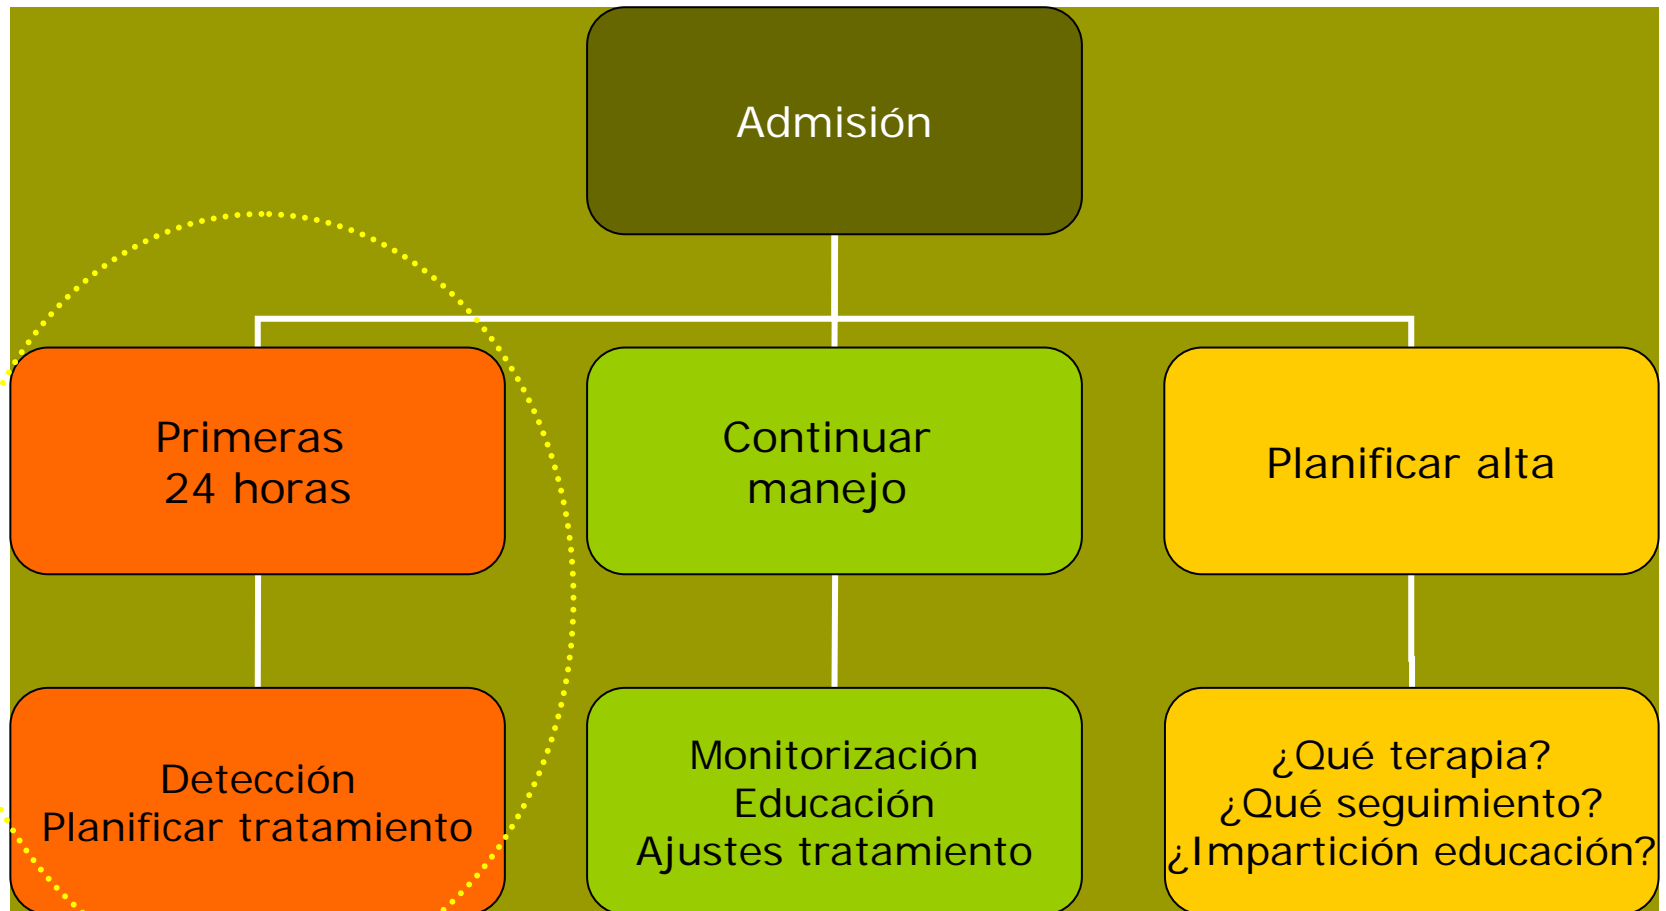 Admisión
Primeras
24 horas
Continuar
manejo
Planificar alta
Detección
Planificar tratamiento
Monitorización
Educación
Ajustes tratamiento
¿Qué terapia?
¿Qué seguimiento?
¿Impartición educación?